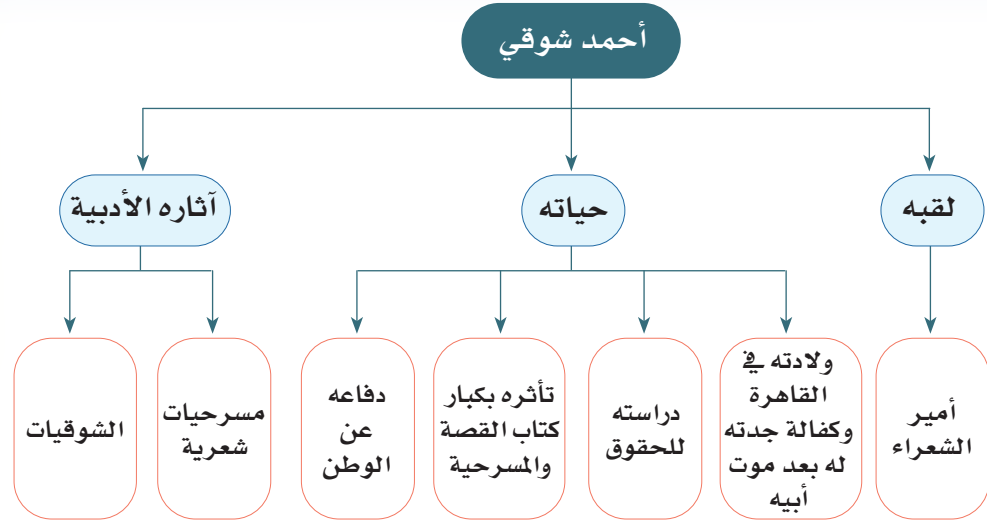 أحمد شوقي
لقبه
حياته
آثاره الأدبية
أمير
الشعراء
ولادته في
القاهرة
وكفالة جدته
له بعد موت
أبيه
دراسته
للحقوق
تأثره بكبار
كتاب القصة
والمسرحية
دفاعه
عن
الوطن
مسرحيات
شعرية
الشوقيات